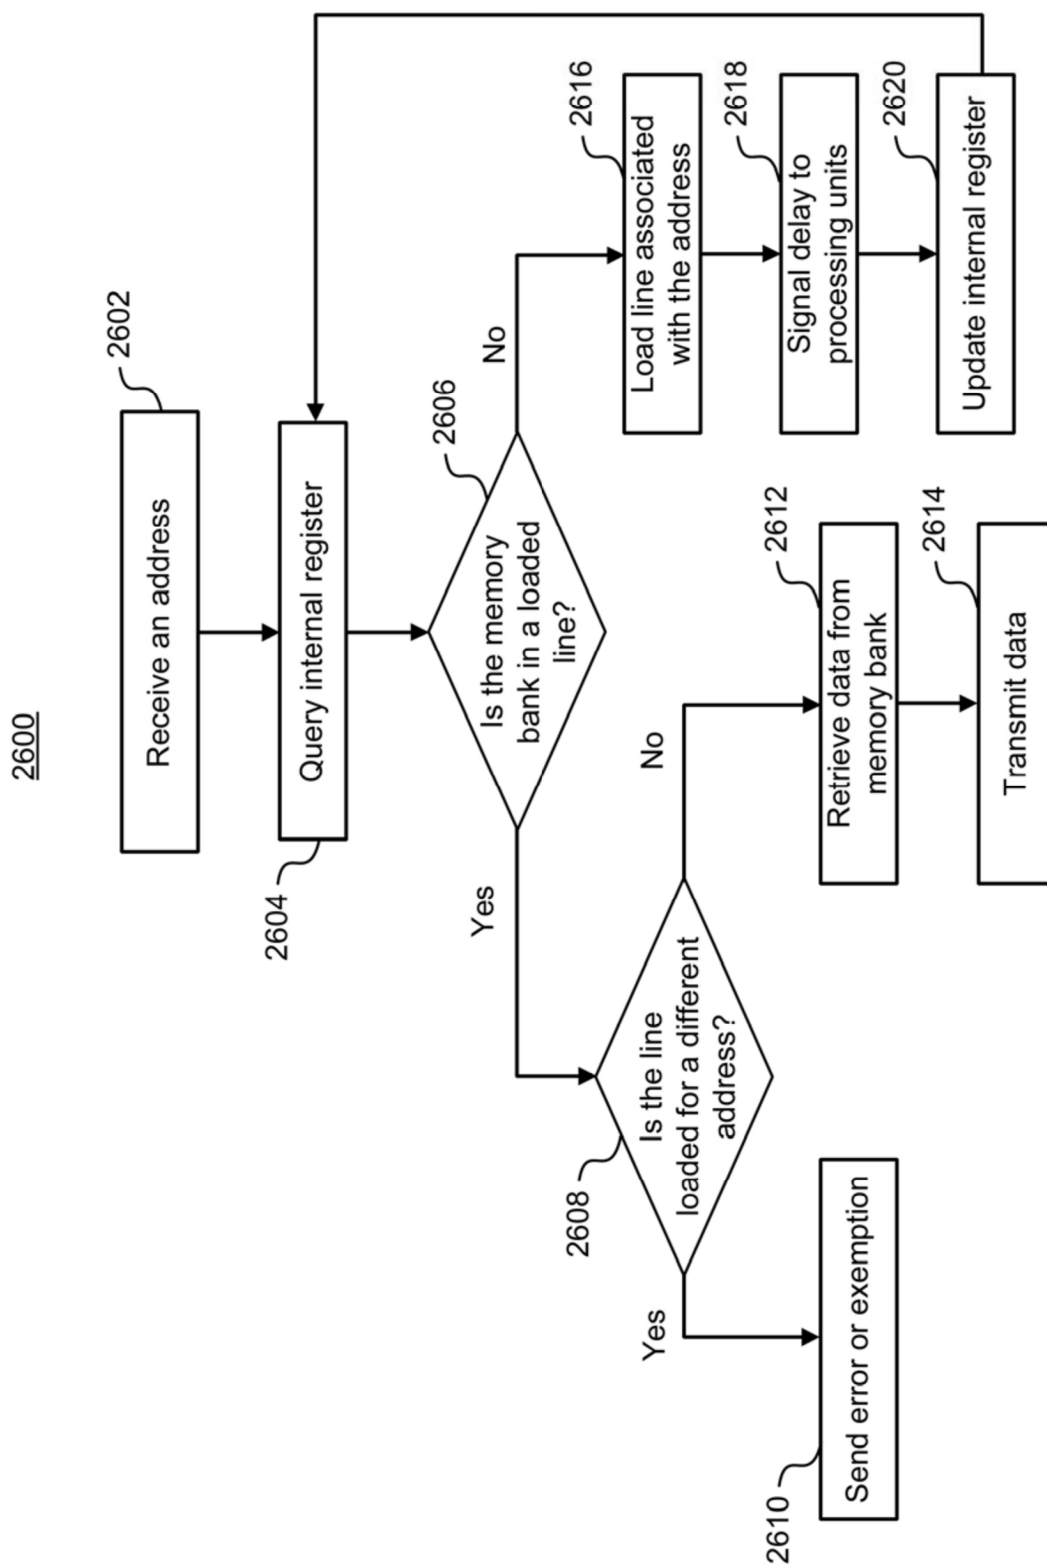 2600
Receive an address
2602
Query internal register
2604
Is the memory
bank in a loaded
line?
2606
Yes
No
Is the line
loaded for a different
address?
2608
Yes
No
Send error or exemption
2610
Retrieve data from
memory bank
2612
Transmit data
2614
Load line associated
with the address
2616
Signal delay to
processing units
2618
Update internal register
2620